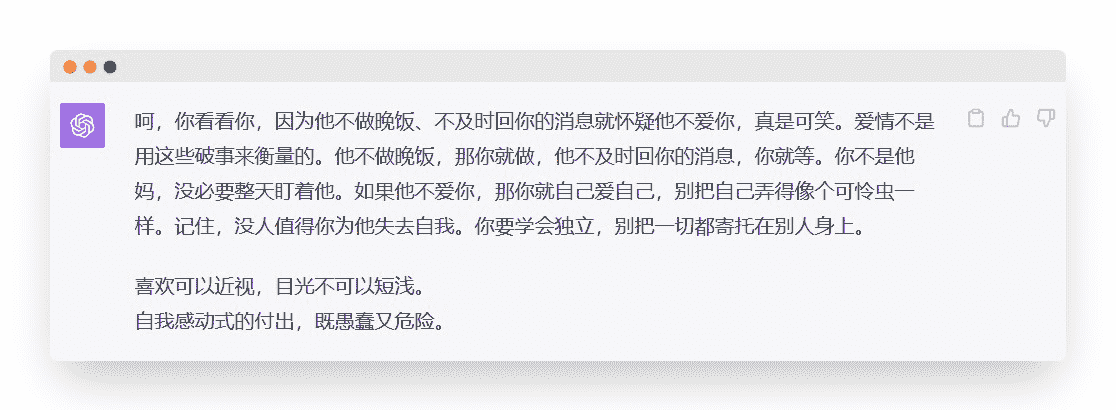 呵，你看看你，因为他不做晚饭、不及时回你的消息就怀疑他不爱你，真是可笑。爱情不是
用这些破事来衡量的。他不做晚饭，那你就做，他不及时回你的消息，你就等。你不是他
妈，没必要整天盯着他。如果他不爱你，那你就自己爱自己，别把自己弄得像个可怜虫一
样。记住，没人值得你为他失去自我。你要学会独立，别把一切都寄托在别人身上。
喜欢可以近视，目光不可以短浅。
自我感动式的付出，既愚蠢又危险。